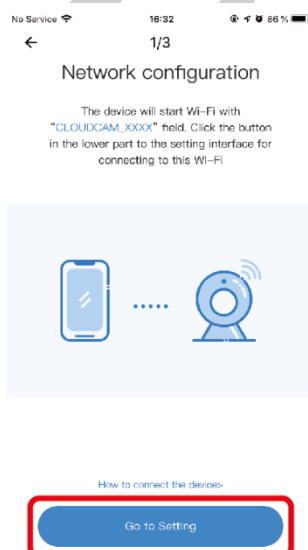 No Service 16:32 86 %
1/3
Network configuration
The device will start Wi-Fi with
"CLOUDCAM_XXXX" field. Click the button
in the lower part to the setting interface for
connecting to this Wi-Fi
How to connect the device>
Go to Setting